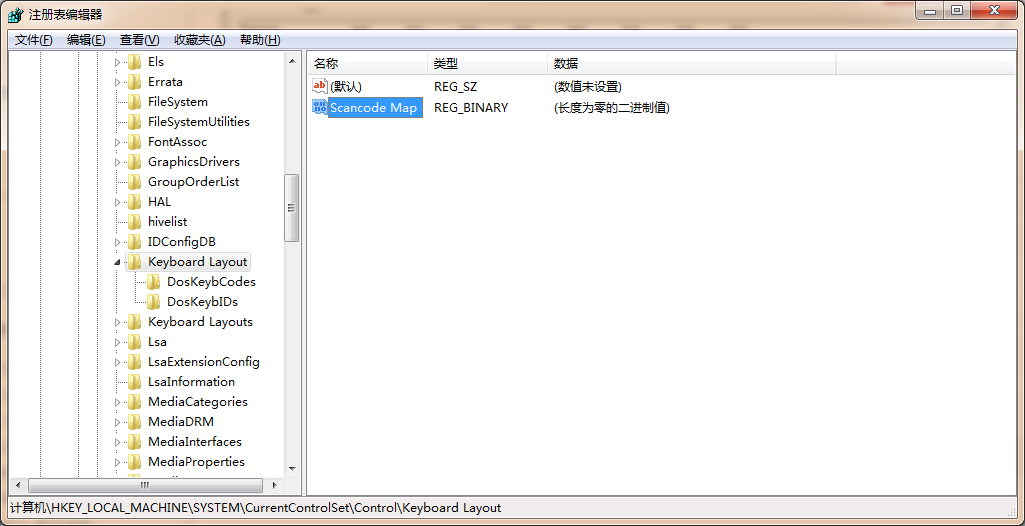 注册表编辑器
文件(F) 编辑(E) 查看(V) 收藏夹(A) 帮助(H)
Els
Errata
FileSystem
FileSystemUtilities
FontAssoc
GraphicsDrivers
GroupOrderList
HAL
hivelist
IDConfigDB
Keyboard Layout
DosKeybCodes
DosKeybIDs
Keyboard Layouts
Lsa
LsaExtensionConfig
LsaInformation
MediaCategories
MediaDRM
MediaInterfaces
MediaProperties
名称 类型 数据
ab (默认) REG_SZ (数值未设置)
Scancode Map REG_BINARY (长度为零的二进制值)
计算机\HKEY_LOCAL_MACHINE\SYSTEM\CurrentControlSet\Control\Keyboard Layout